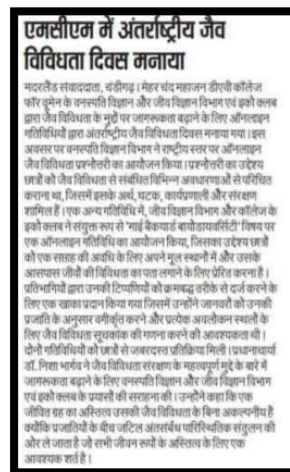 एमसीएम में अंतर्राष्ट्रीय जैव
विविधता दिवस मनाया
मदरलैंड संवाददाता, चंडीगढ़। मेहर चंद महाजन डीएवी कॉलेज
फॉर वुमेन के वनस्पति विज्ञान और जीव विज्ञान विभाग एवं इको क्लब
द्वारा जैव विविधता के मुद्दों पर जागरूकता बढ़ाने के लिए ऑनलाइन
गतिविधियों द्वारा अंतर्राष्ट्रीय जैव विविधता दिवस मनाया गया। इस
अवसर पर वनस्पति विज्ञान विभाग ने राष्ट्रीय स्तर पर ऑनलाइन
जैव विविधता प्रश्नोत्तरी का आयोजन किया। प्रश्नोत्तरी का उद्देश्य
छात्रों को जैव विविधता से संबंधित विभिन्न अवधारणाओं से परिचित
कराना था, जिसमें इसके अर्थ, घटक, कार्यप्रणाली और संरक्षण
शामिल हैं। एक अन्य गतिविधि में, जीव विज्ञान विभाग और कॉलेज के
इको क्लब ने संयुक्त रूप से 'माई बैकयार्ड बायोडायवर्सिटी' विषय पर
एक ऑनलाइन गतिविधि का आयोजन किया, जिसका उद्देश्य छात्रों
को एक सप्ताह की अवधि के लिए अपने मूल स्थानों में और उसके
आसपास जीवों की विविधता का पता लगाने के लिए प्रेरित करना है।
प्रतिभागियों द्वारा उनकी टिप्पणियों को क्रमबद्ध तरीके से दर्ज करने के
लिए एक खाका प्रदान किया गया जिसमें उन्होंने जानवरों को उनकी
प्रजाति के अनुसार वर्गीकृत करने और प्रत्येक अवलोकन स्थलों के
लिए जैव विविधता सूचकांक की गणना करने की आवश्यकता थी।
दोनों गतिविधियों को छात्रों से जबरदस्त प्रतिक्रिया मिली। प्रधानाचार्या
डॉ. निशा भार्गव ने जैव विविधता संरक्षण के महत्वपूर्ण मुद्दे के बारे में
जागरूकता बढ़ाने के लिए वनस्पति विज्ञान और जीव विज्ञान विभाग
एवं इको क्लब के प्रयासों की सराहना की। उन्होंने कहा कि एक
जीवित ग्रह का अस्तित्व उसकी जैव विविधता के बिना अकल्पनीय है
क्योंकि प्रजातियों के बीच जटिल अंतर्संबंध पारिस्थितिक संतुलन की
ओर ले जाता है जो सभी जीवन रूपों के अस्तित्व के लिए एक
आवश्यक शर्त है।